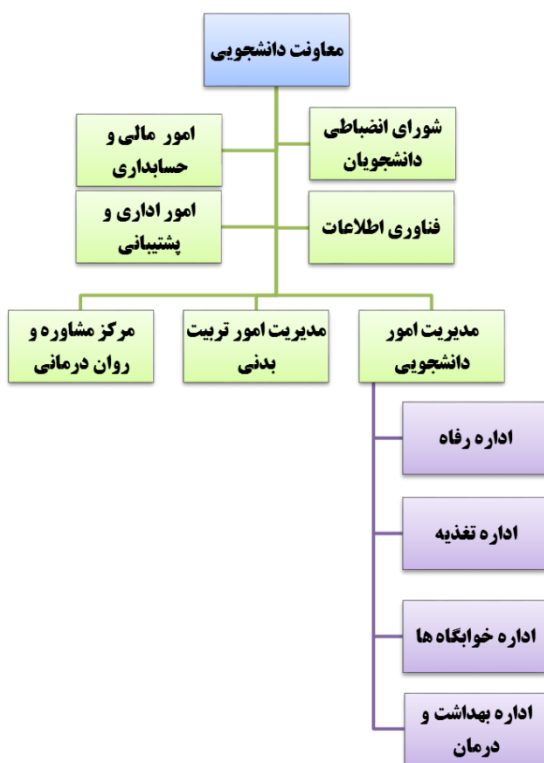 معاونت دانشجویی
شورای انضباطی
دانشجویان
امور مالی و
حسابداری
فناوری اطلاعات
امور اداری و
پشتیبانی
مدیریت امور
دانشجویی
مدیریت امور تربیت
بدنی
مرکز مشاوره و
روان درمانی
اداره رفاه
اداره تغذیه
اداره خوابگاه ها
اداره بهداشت و
درمان